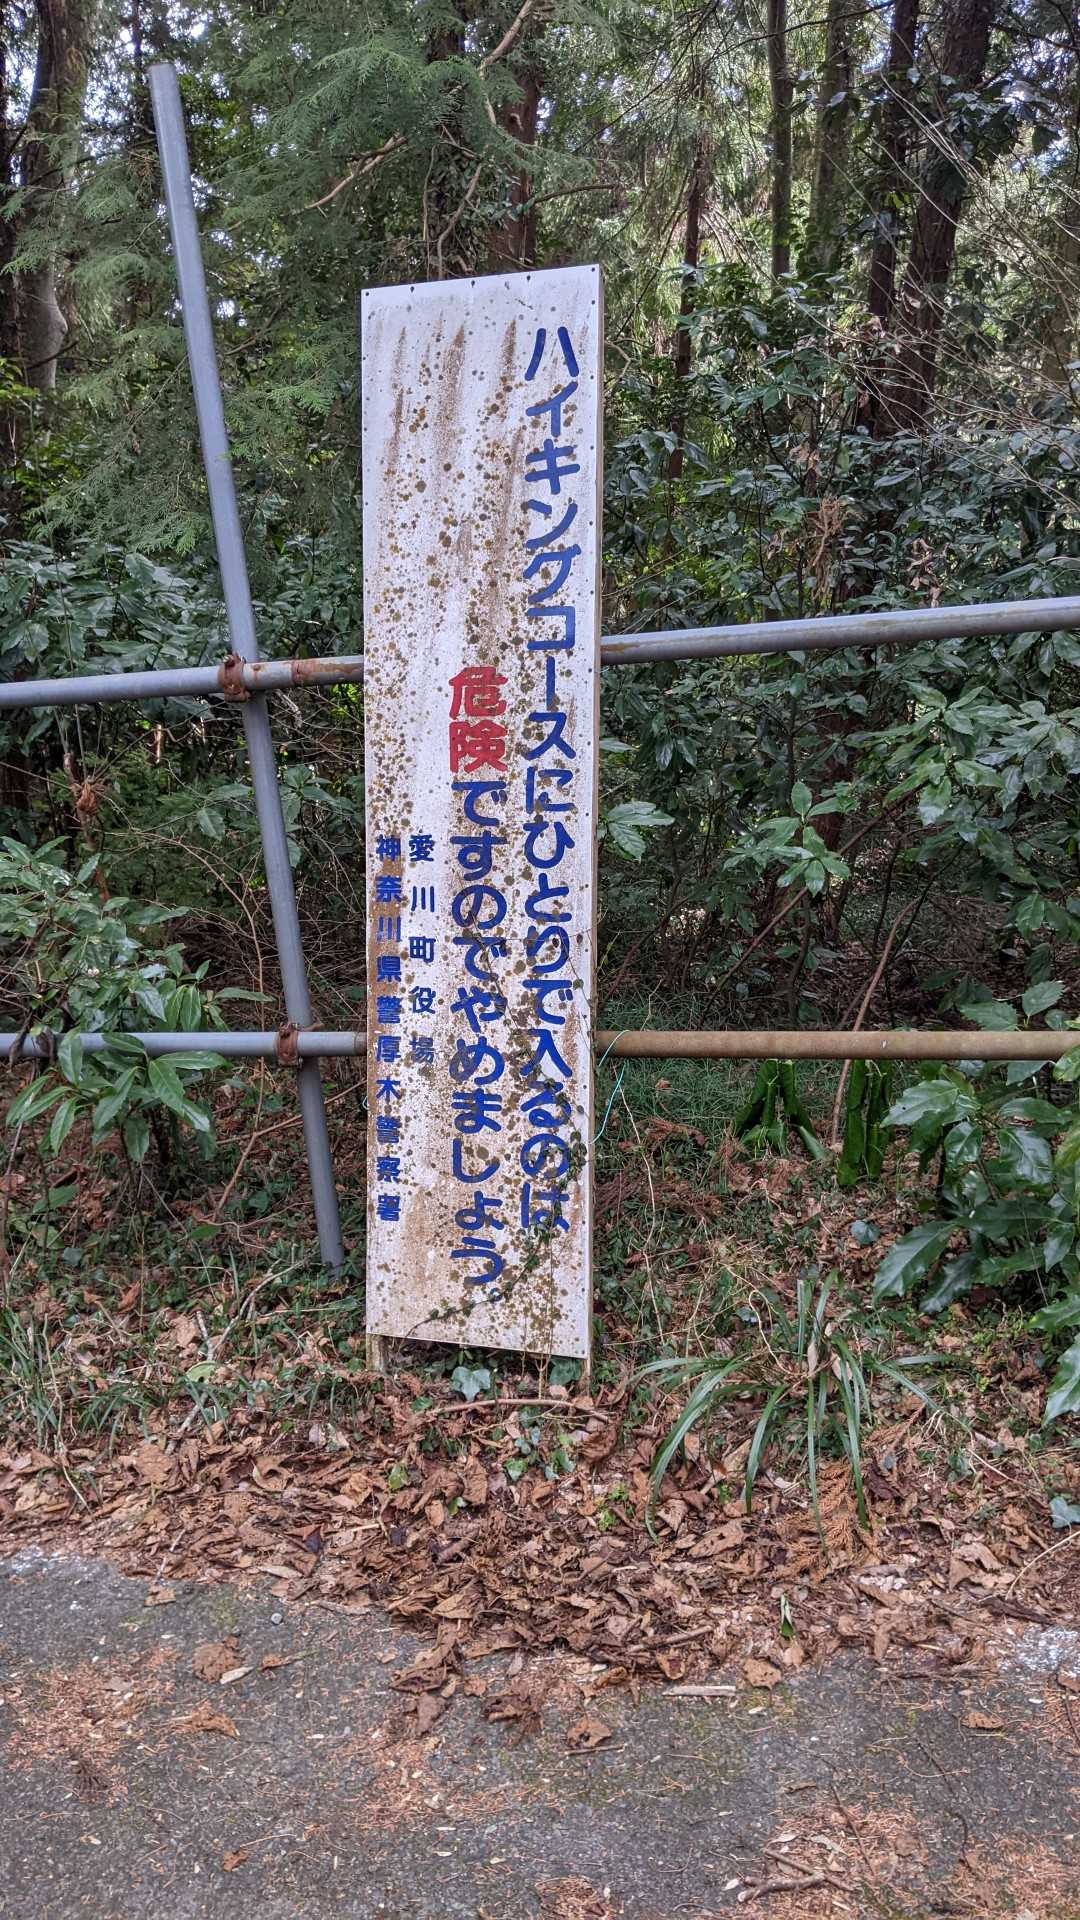 ハイキングコースにひとりで入るのは
危険ですのでやめましょう。
愛川町役場
神奈川県警厚木警察署